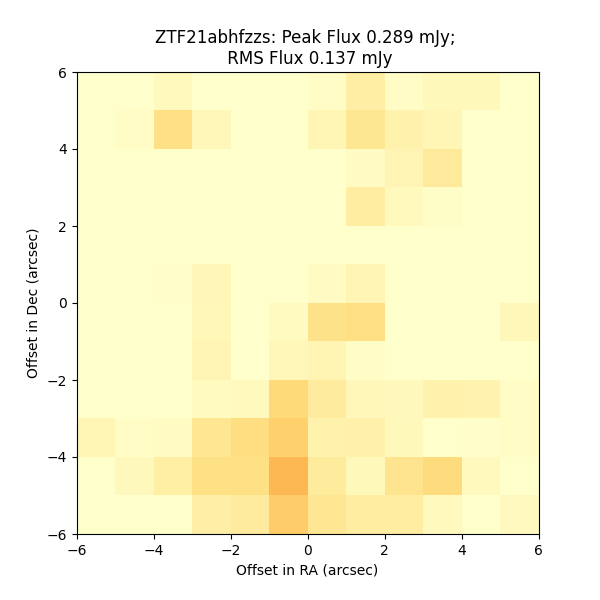 ZTF21abhfzzs: Peak Flux 0.289 mJy;
RMS Flux 0.137 mJy
6
4
2
0
−2
−4
−6
Offset in Dec (arcsec)
−6 −4 −2 0 2 4 6
Offset in RA (arcsec)